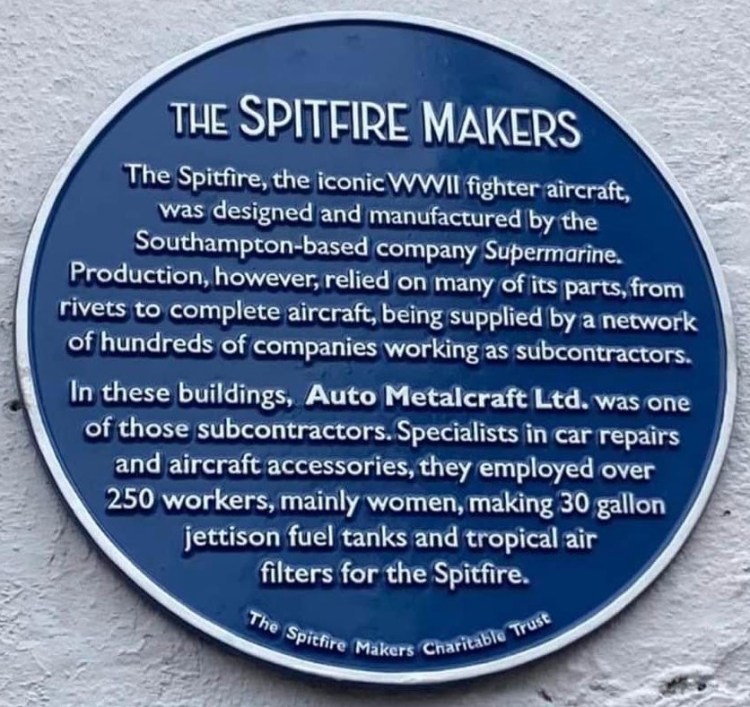 THE SPITFIRE MAKERS
The Spitfire, the iconic WWII fighter aircraft,
was designed and manufactured by the
Southampton-based company Supermarine.
Production, however, relied on many of its parts, from
rivets to complete aircraft, being supplied by a network
of hundreds of companies working as subcontractors.
In these buildings, Auto Metalcraft Ltd. was one
of those subcontractors. Specialists in car repairs
and aircraft accessories, they employed over
250 workers, mainly women, making 30 gallon
jettison fuel tanks and tropical air
filters for the Spitfire.
The Spitfire Makers Charitable Trust